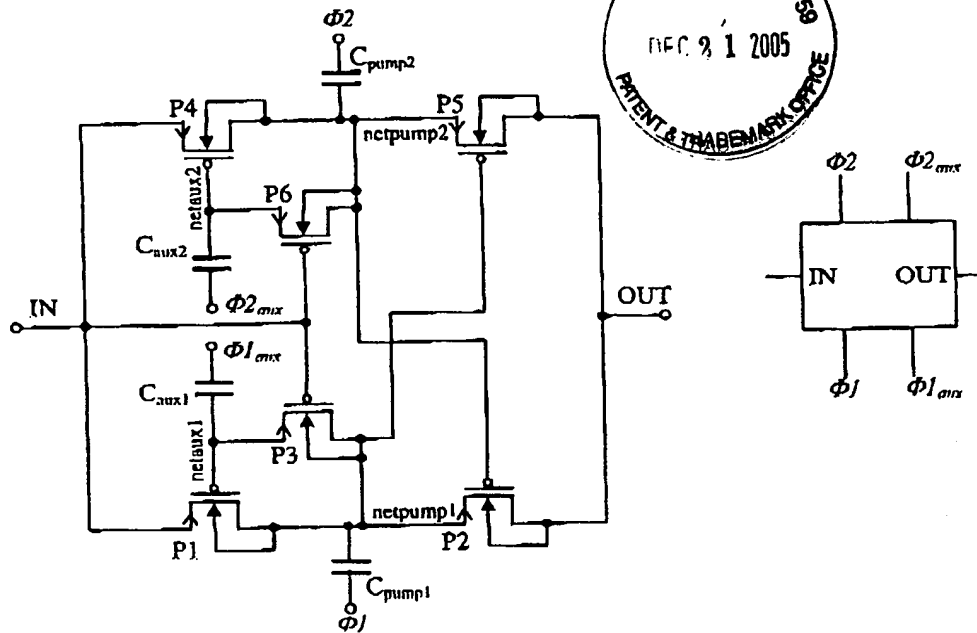 Φ2
Cpump2
P4
P5
netpump2
netaux2
P6
Caux2
Φ2aux
IN
OUT
Φ1aux
Caux1
netaux1
P3
P1
netpump1
P2
Cpump1
Φ1
59
DEC 2 1 2005
PATENT & TRADEMARK OFFICE
Φ2
Φ2aux
IN
OUT
Φ1
Φ1aux